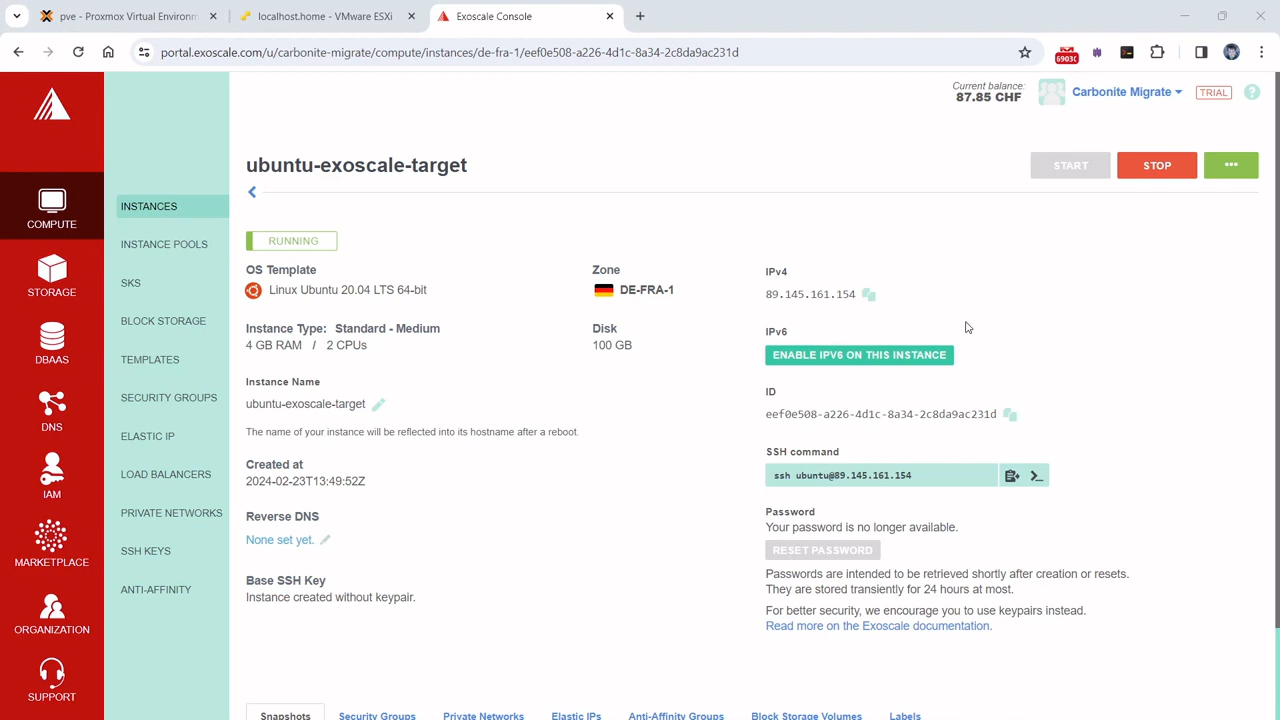 pve - Proxmox Virtual Environm
localhost.home - VMware ESXi
Exoscale Console
portal.exoscale.com/u/carbonite-migrate/compute/instances/de-fra-1/eef0e508-a226-4d1c-8a34-2c8da9ac231d
6903(
Current balance:
87.85 CHF
Carbonite Migrate
TRIAL
?
COMPUTE
STORAGE
DBAAS
DNS
IAM
MARKETPLACE
ORGANIZATION
SUPPORT
INSTANCES
INSTANCE POOLS
SKS
BLOCK STORAGE
TEMPLATES
SECURITY GROUPS
ELASTIC IP
LOAD BALANCERS
PRIVATE NETWORKS
SSH KEYS
ANTI-AFFINITY
ubuntu-exoscale-target
START
STOP
RUNNING
OS Template
Linux Ubuntu 20.04 LTS 64-bit
Zone
DE-FRA-1
Instance Type: Standard - Medium
4 GB RAM / 2 CPUs
Disk
100 GB
Instance Name
ubuntu-exoscale-target
The name of your instance will be reflected into its hostname after a reboot.
Created at
2024-02-23T13:49:52Z
Reverse DNS
None set yet.
Base SSH Key
Instance created without keypair.
IPv4
89.145.161.154
IPv6
ENABLE IPV6 ON THIS INSTANCE
ID
eef0e508-a226-4d1c-8a34-2c8da9ac231d
SSH command
ssh ubuntu@89.145.161.154
Password
Your password is no longer available.
RESET PASSWORD
Passwords are intended to be retrieved shortly after creation or resets.
They are stored transiently for 24 hours at most.
For better security, we encourage you to use keypairs instead.
Read more on the Exoscale documentation.
Snapshots
Security Groups
Private Networks
Elastic IPs
Anti-Affinity Groups
Block Storage Volumes
Labels